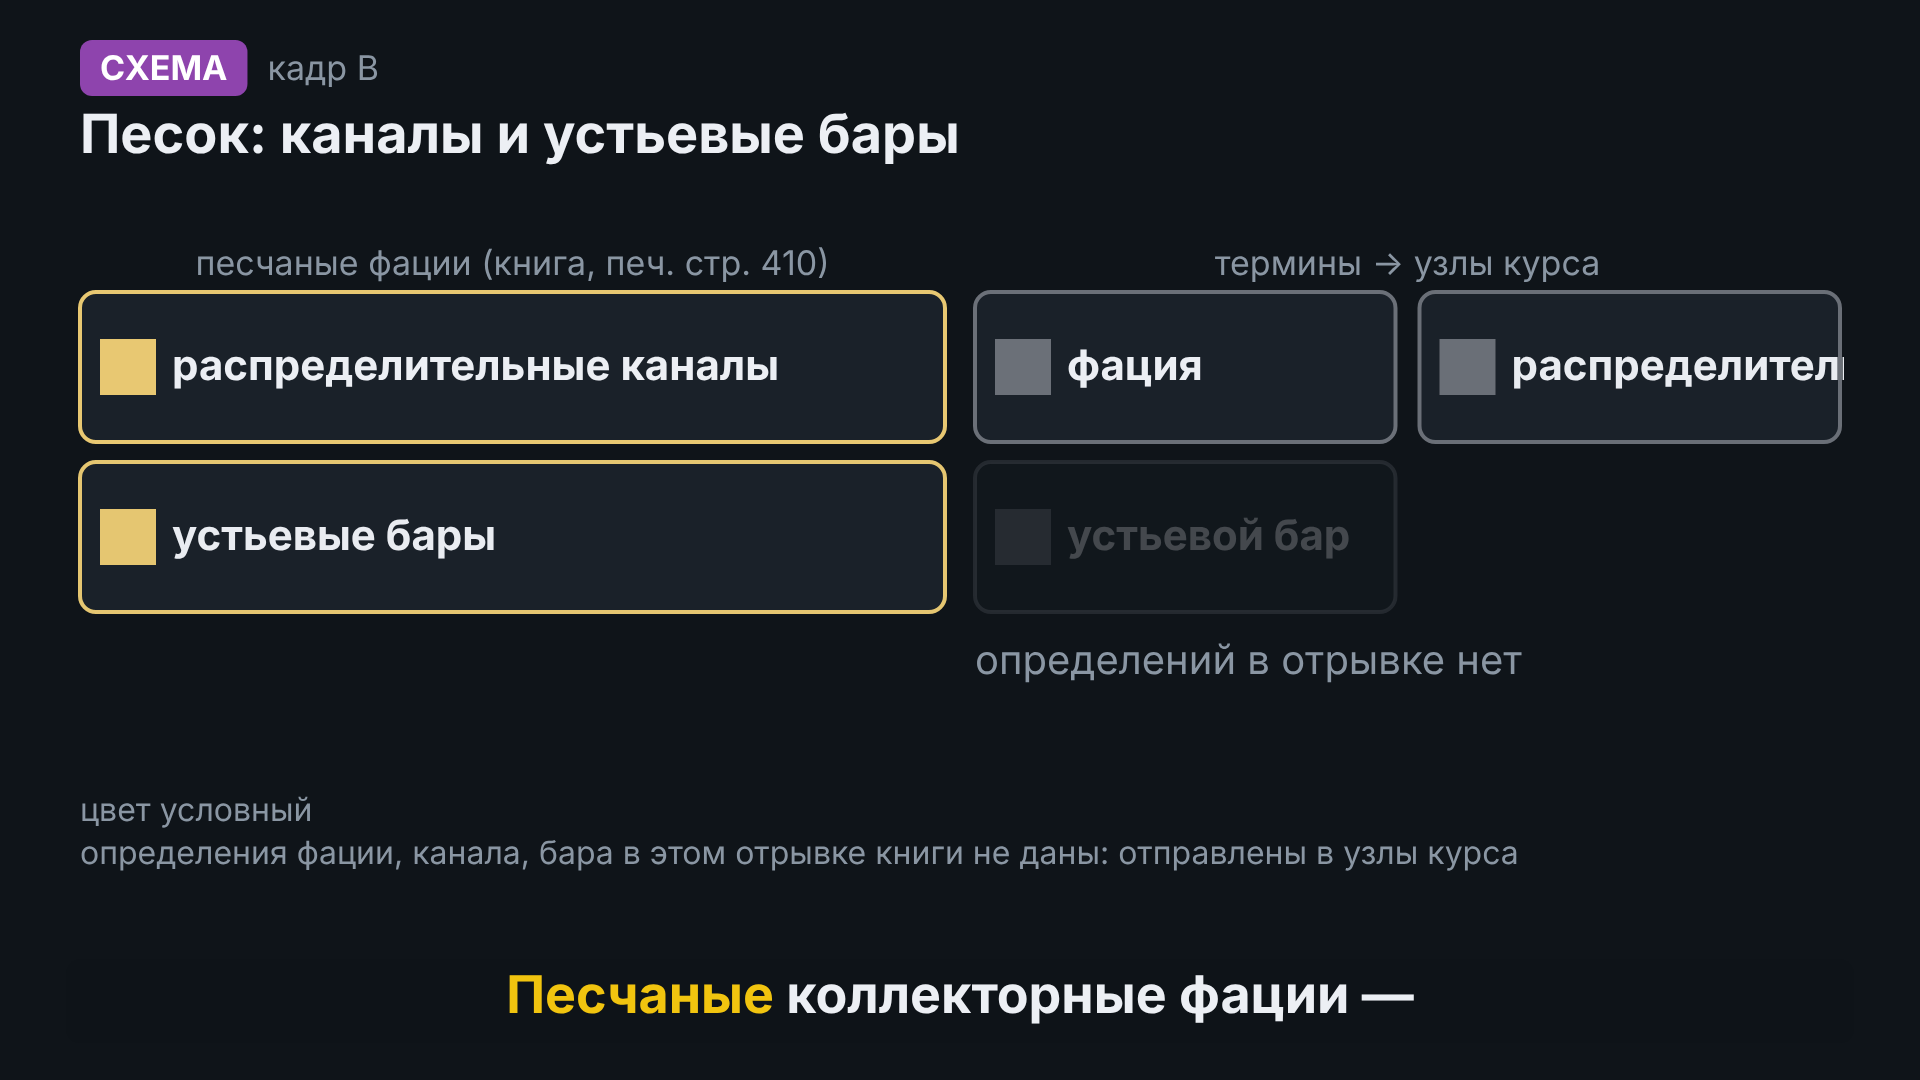 СХЕМА кадр B
Песок: каналы и устьевые бары
песчаные фации (книга, печ. стр. 410)
термины → узлы курса
распределительные каналы
фация
распредели­тел
устьевые бары
устьевой бар
определений в отрывке нет
цвет условный
определения фации, канала, бара в этом отрывке книги не даны: отправлены в узлы курса
Песчаные коллекторные фации —